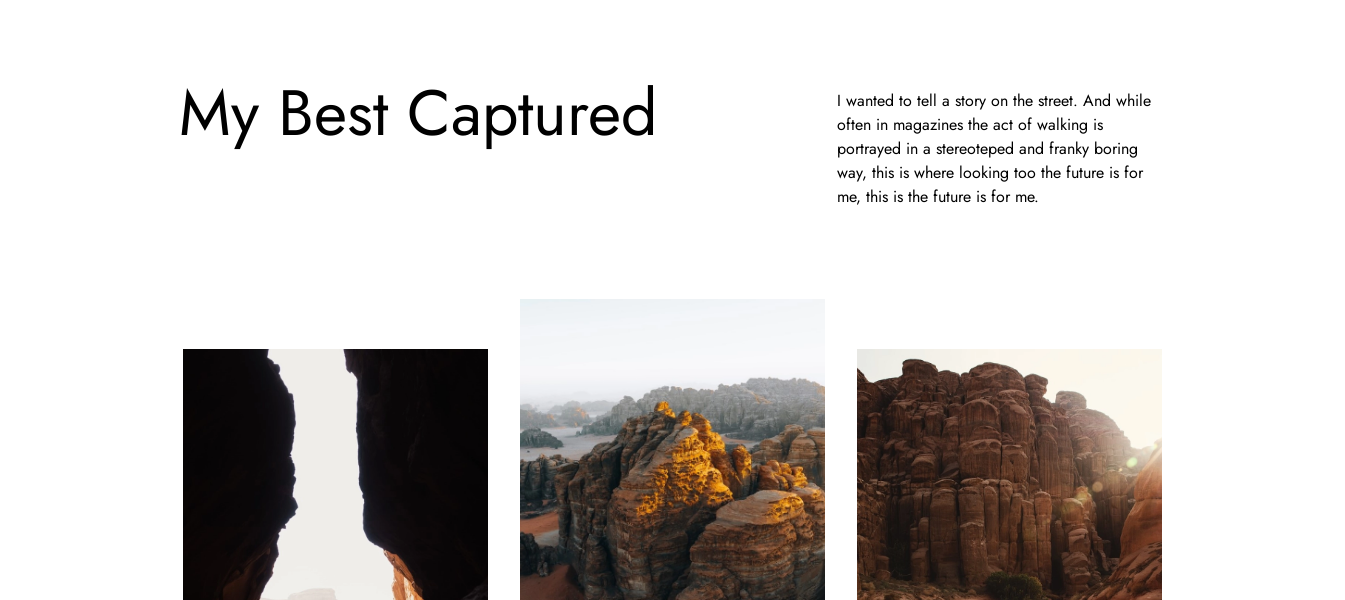 My Best Captured
I wanted to tell a story on the street. And while
often in magazines the act of walking is
portrayed in a stereoteped and franky boring
way, this is where looking too the future is for
me, this is the future is for me.